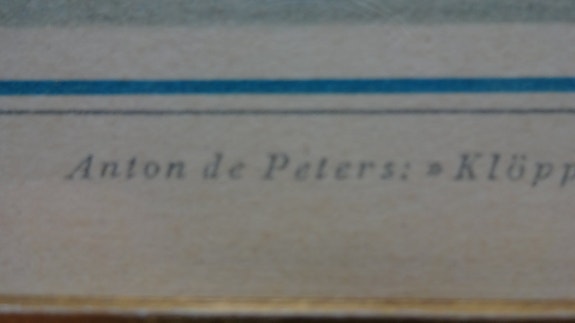 Anton de Peters: »Klöpp